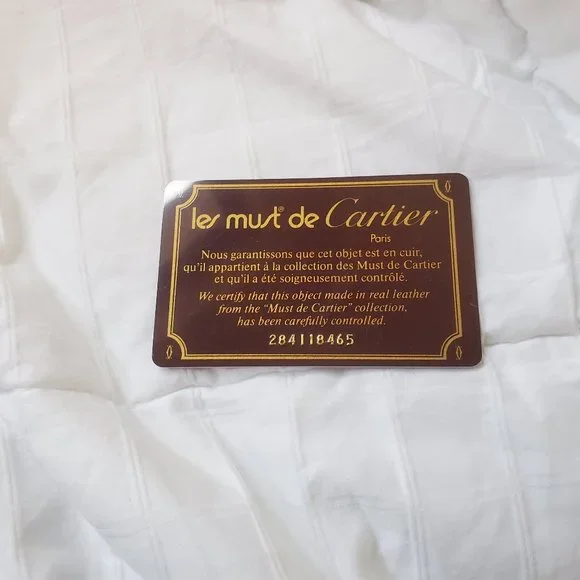 les must de Cartier
Paris
Nous garantissons que cet objet est en cuir,
qu'il appartient à la collection des Must de Cartier
et qu'il a été soigneusement contrôlé.
We certify that this object made in real leather
from the "Must de Cartier" collection,
has been carefully controlled.
284118465